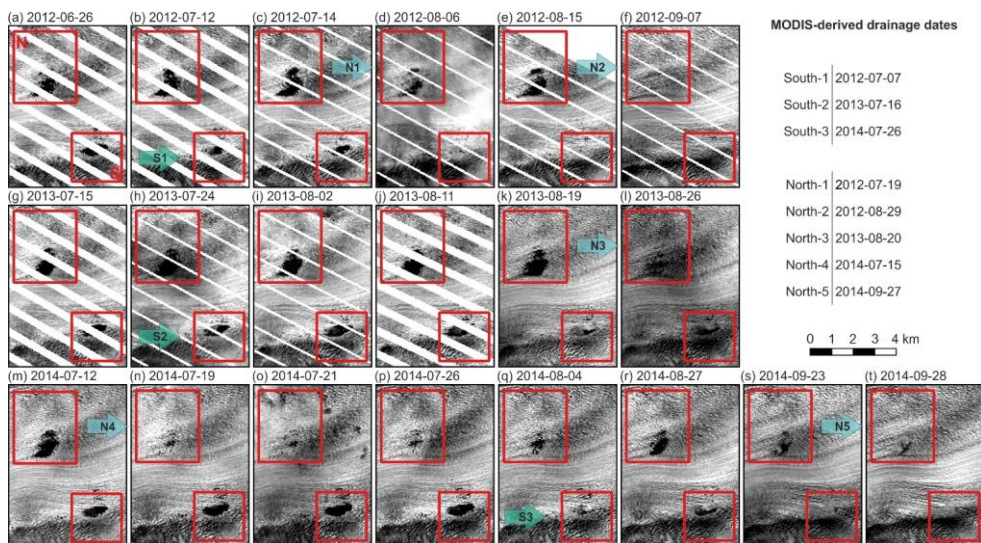 (a) 2012-06-26 (b) 2012-07-12 (c) 2012-07-14 (d) 2012-08-06 (e) 2012-08-15 (f) 2012-09-07
N
N1
N2
S1
S
(g) 2013-07-15 (h) 2013-07-24 (i) 2013-08-02 (j) 2013-08-11 (k) 2013-08-19 (l) 2013-08-26
N3
S2
(m) 2014-07-12 (n) 2014-07-19 (o) 2014-07-21 (p) 2014-07-26 (q) 2014-08-04 (r) 2014-08-27 (s) 2014-09-23 (t) 2014-09-28
N4
N5
S3
MODIS-derived drainage dates
South-1 2012-07-07
South-2 2013-07-16
South-3 2014-07-26
North-1 2012-07-19
North-2 2012-08-29
North-3 2013-08-20
North-4 2014-07-15
North-5 2014-09-27
0 1 2 3 4 km